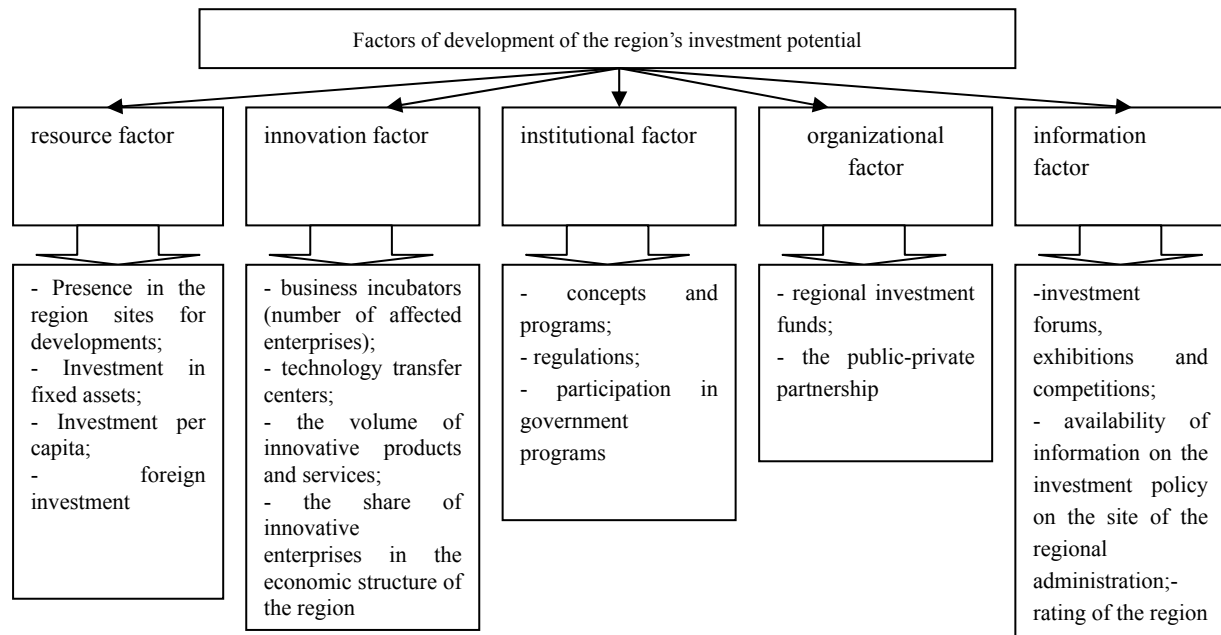 Factors of development of the region’s investment potential
resource factor
innovation factor
institutional factor
organizational
factor
information
factor
- Presence in the
region sites for
developments;
- Investment in
fixed assets;
- Investment per
capita;
- foreign
investment
- business incubators
(number of affected
enterprises);
- technology transfer
centers;
- the volume of
innovative products
and services;
- the share of
innovative
enterprises in the
economic structure of
the region
- concepts and
programs;
- regulations;
- participation in
government
programs
- regional investment
funds;
- the public-private
partnership
-investment
forums,
exhibitions and
competitions;
- availability of
information on the
investment policy
on the site of the
regional
administration;-
rating of the region